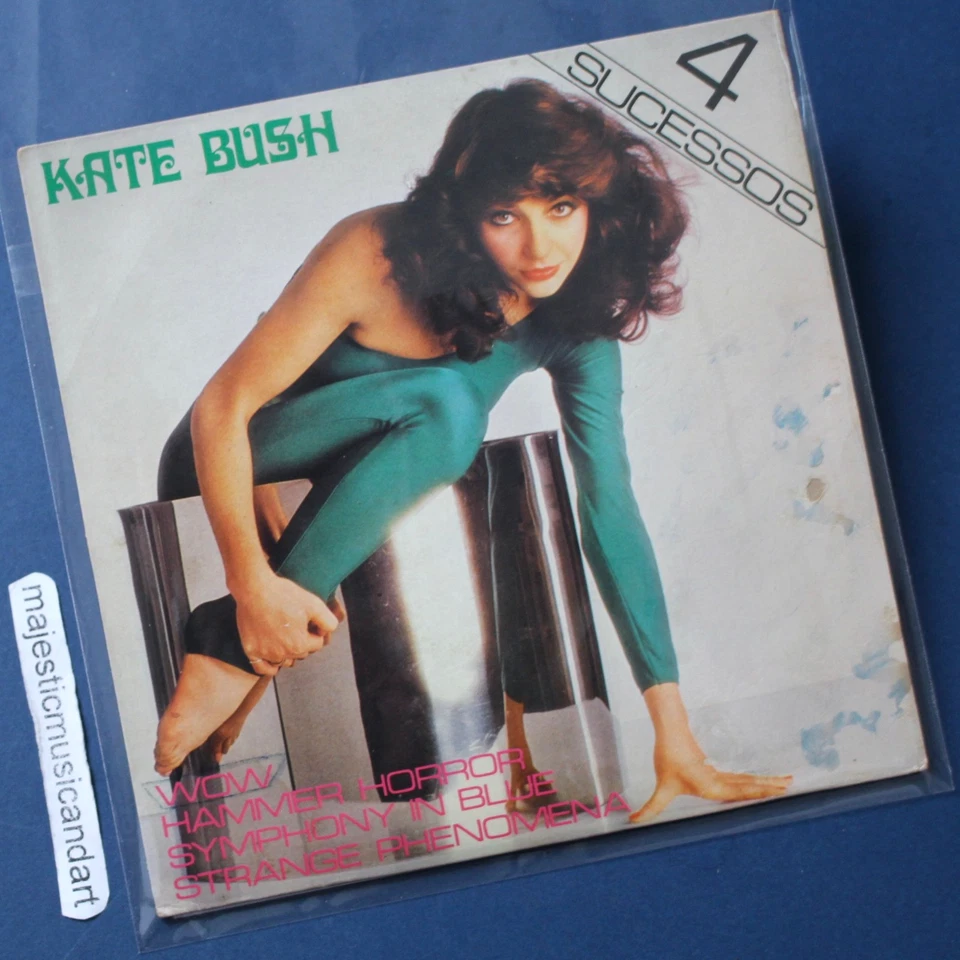 KATE BUSH
4
SUCESSOS
WOW
HAMMER HORROR
SYMPHONY IN BLUE
STRANGE PHENOMENA
majesticmusicandart